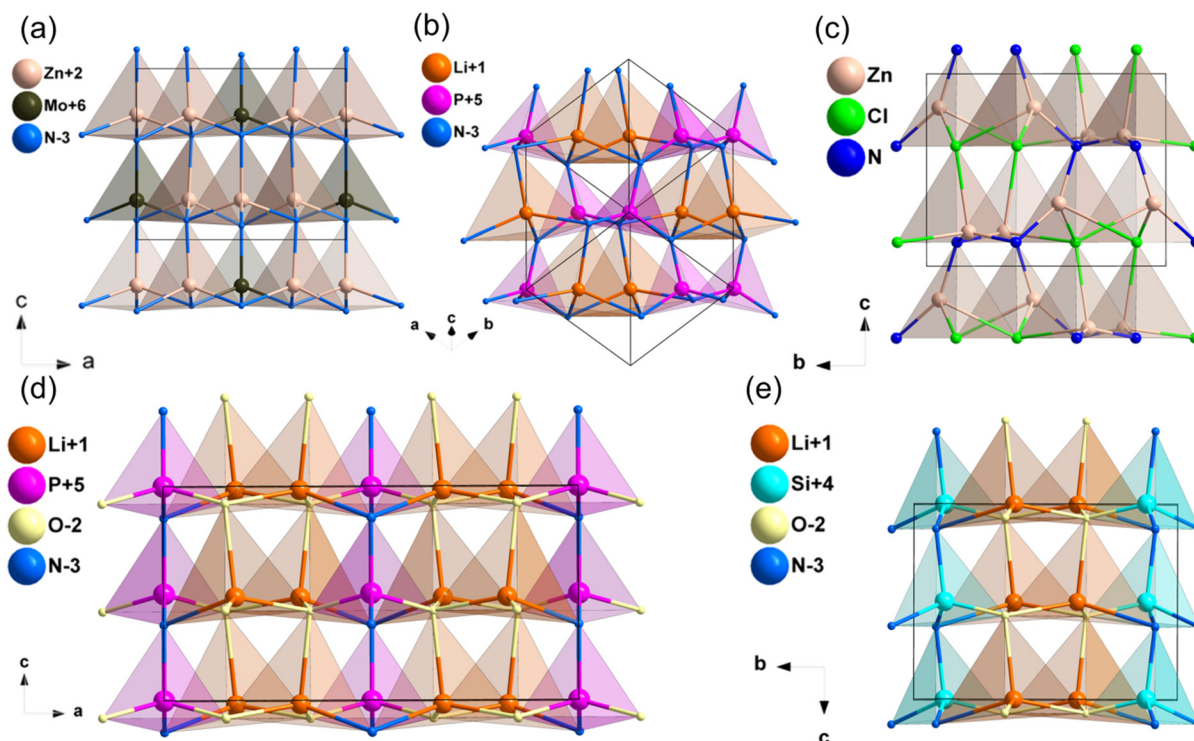 (a)
Zn+2
Mo+6
N-3
c
a
(b)
Li+1
P+5
N-3
a
c
b
(c)
Zn
Cl
N
c
b
(d)
Li+1
P+5
O-2
N-3
c
a
(e)
Li+1
Si+4
O-2
N-3
b
c